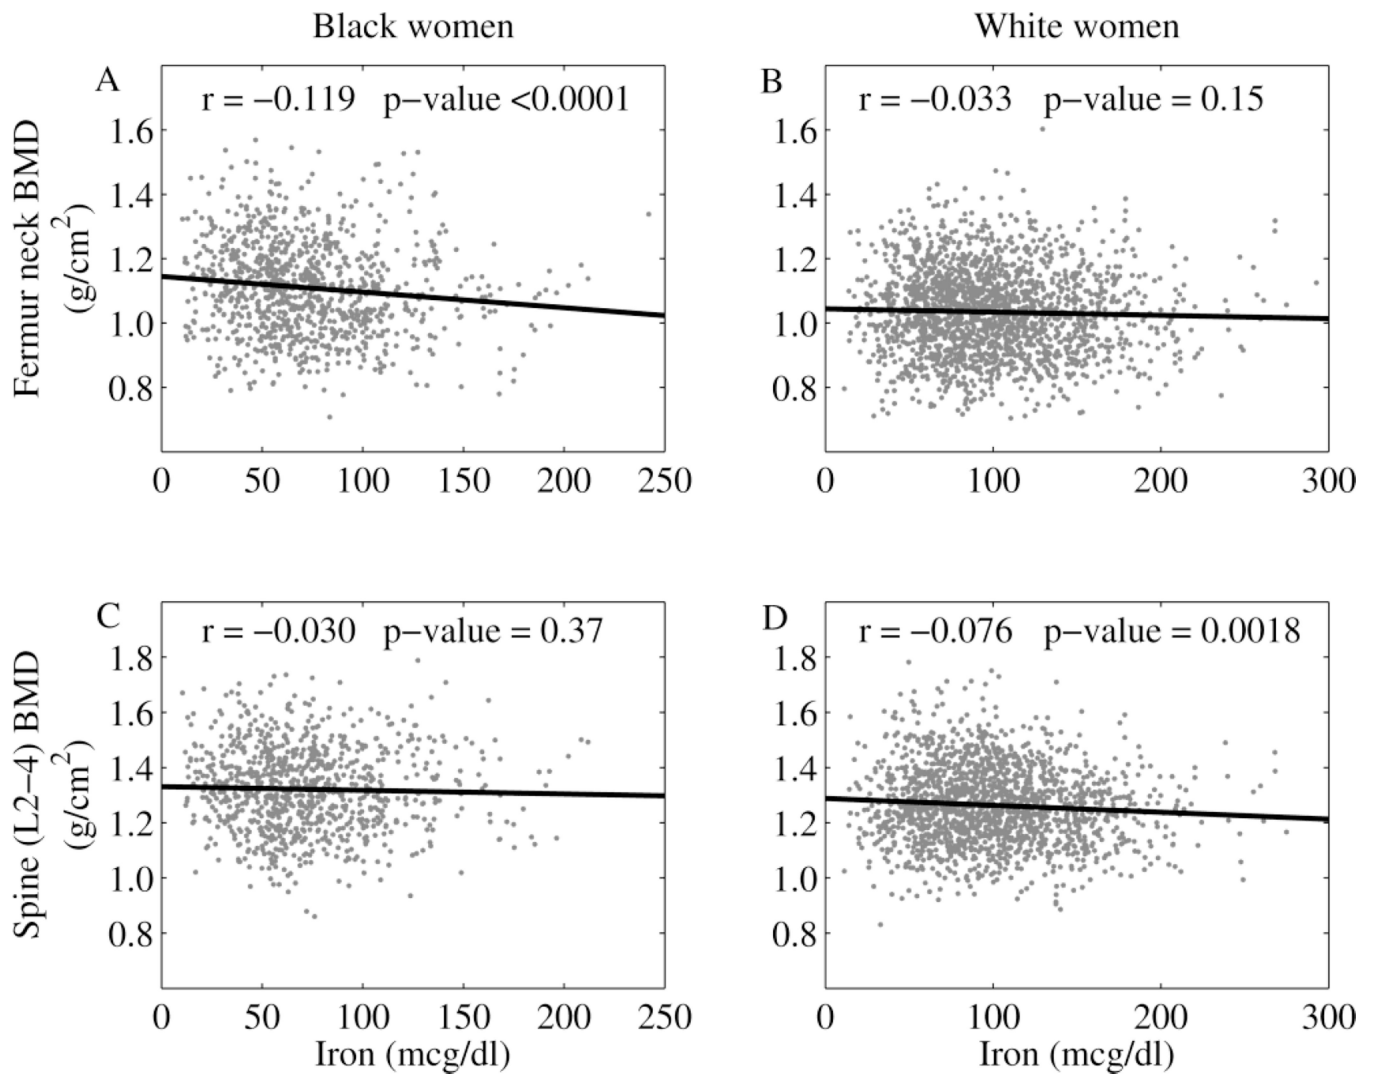 Black women
White women
A
r = −0.119 p−value <0.0001
B
r = −0.033 p−value = 0.15
Fermur neck BMD
(g/cm²)
1.6
1.4
1.2
1.0
0.8
0 50 100 150 200 250
1.6
1.4
1.2
1.0
0.8
0 100 200 300
C
r = −0.030 p−value = 0.37
D
r = −0.076 p−value = 0.0018
Spine (L2−4) BMD
(g/cm²)
1.8
1.6
1.4
1.2
1.0
0.8
0 50 100 150 200 250
Iron (mcg/dl)
1.8
1.6
1.4
1.2
1.0
0.8
0 100 200 300
Iron (mcg/dl)